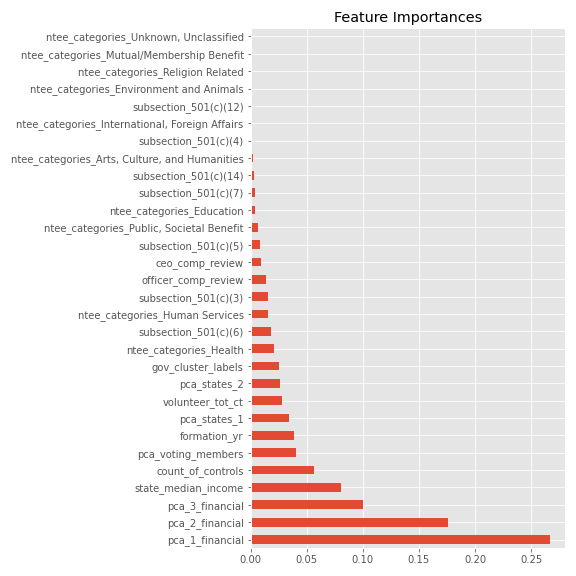 Feature Importances
ntee_categories_Unknown, Unclassified
ntee_categories_Mutual/Membership Benefit
ntee_categories_Religion Related
ntee_categories_Environment and Animals
subsection_501(c)(12)
ntee_categories_International, Foreign Affairs
subsection_501(c)(4)
ntee_categories_Arts, Culture, and Humanities
subsection_501(c)(14)
subsection_501(c)(7)
ntee_categories_Education
ntee_categories_Public, Societal Benefit
subsection_501(c)(5)
ceo_comp_review
officer_comp_review
subsection_501(c)(3)
ntee_categories_Human Services
subsection_501(c)(6)
ntee_categories_Health
gov_cluster_labels
pca_states_2
volunteer_tot_ct
pca_states_1
formation_yr
pca_voting_members
count_of_controls
state_median_income
pca_3_financial
pca_2_financial
pca_1_financial
0.00 0.05 0.10 0.15 0.20 0.25